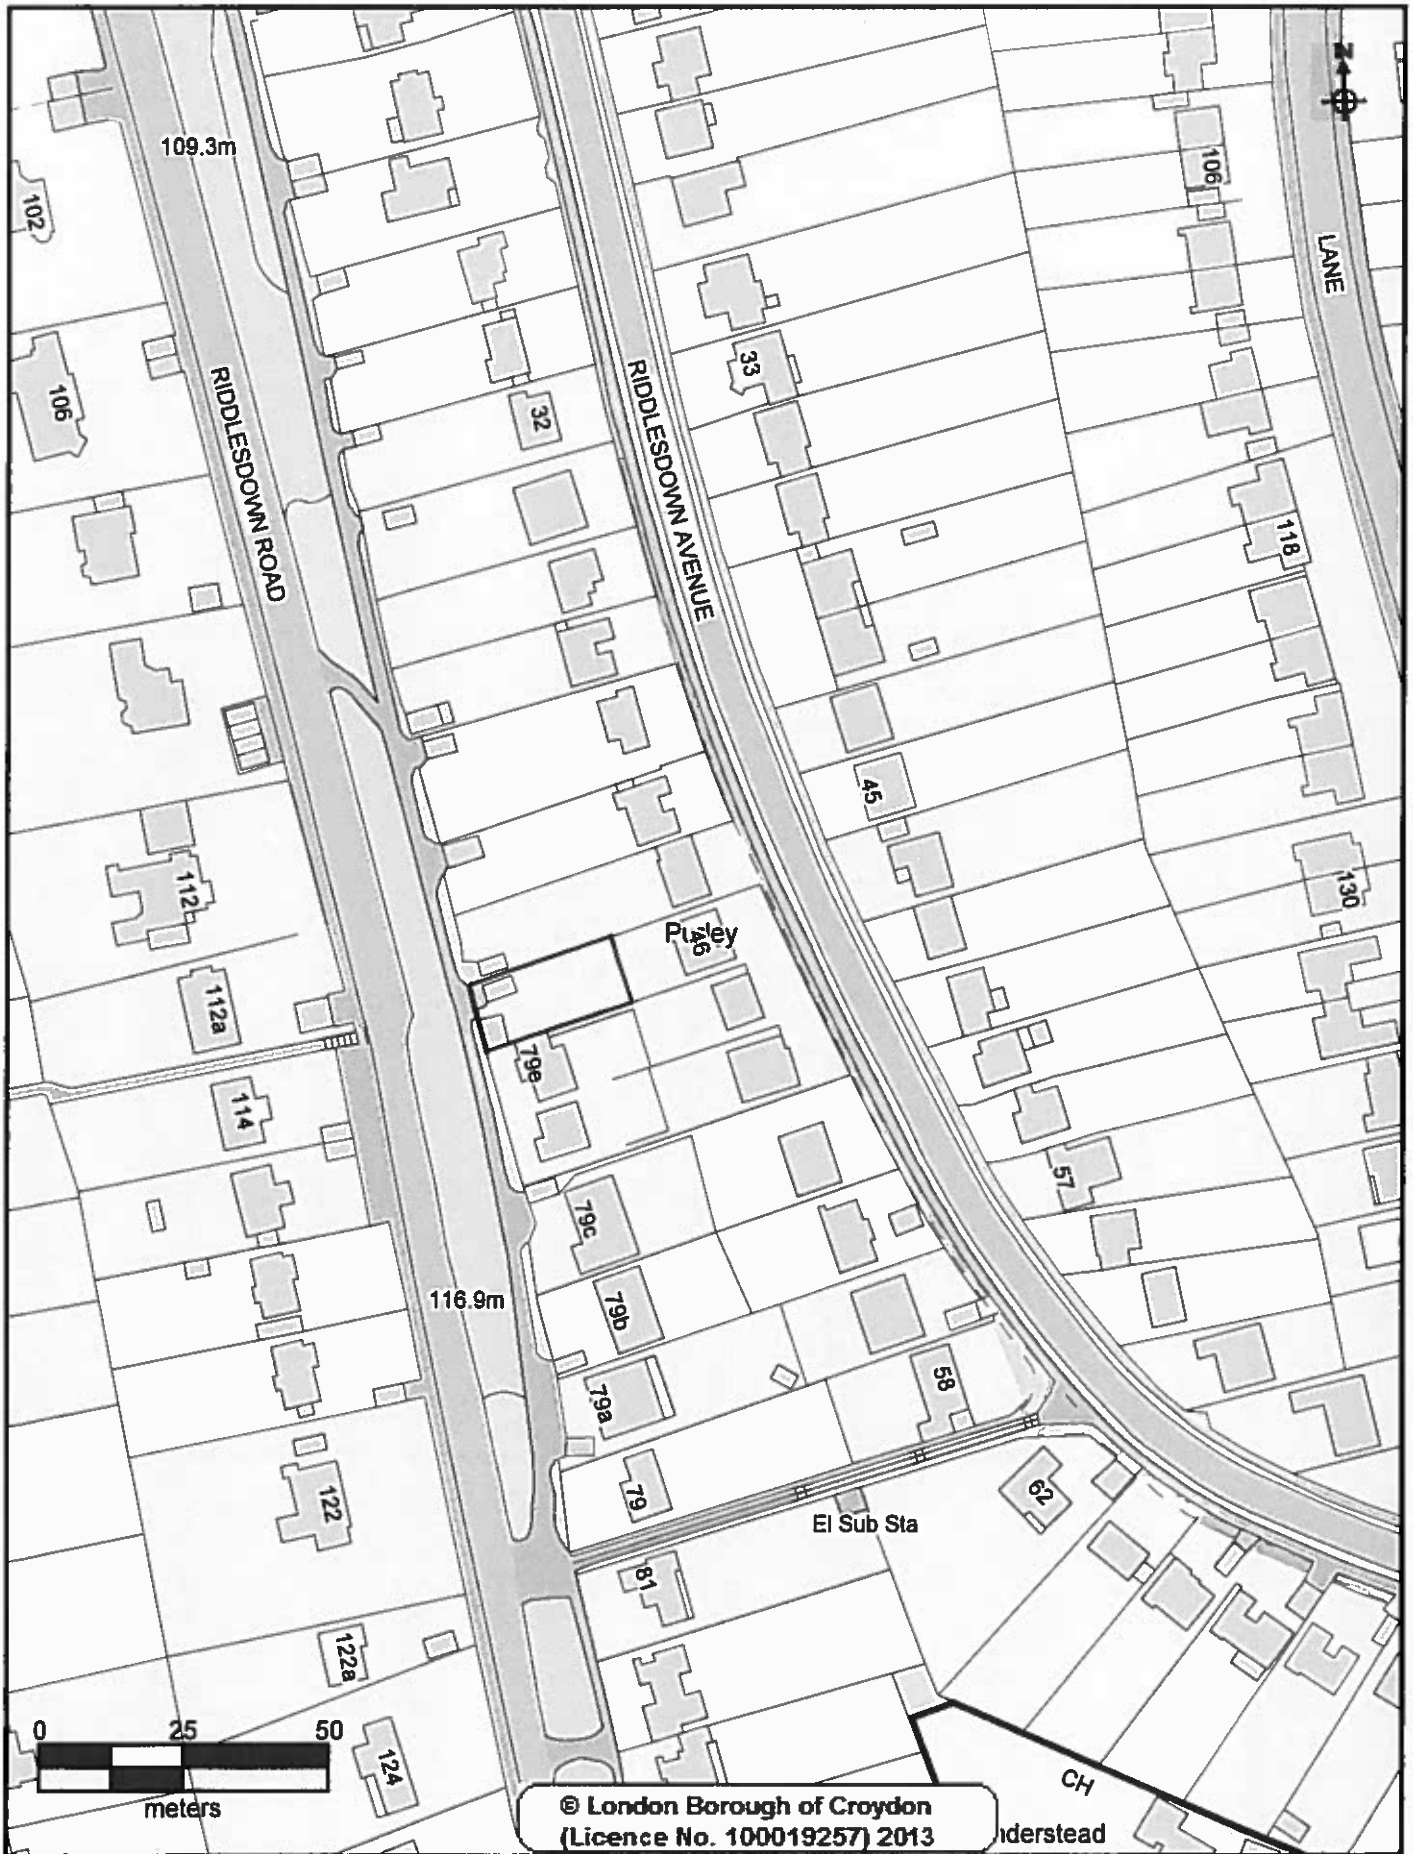 N
109.3m
102
106
LANE
106
RIDDLESDOWN ROAD
RIDDLESDOWN AVENUE
33
32
118
45
112
130
Purley
46
112a
79e
114
57
79c
116.9m
79b
79a
58
122
79
62
El Sub Sta
81
122a
0 25 50
meters
124
CH
© London Borough of Croydon
(Licence No. 100019257) 2013
nderstead